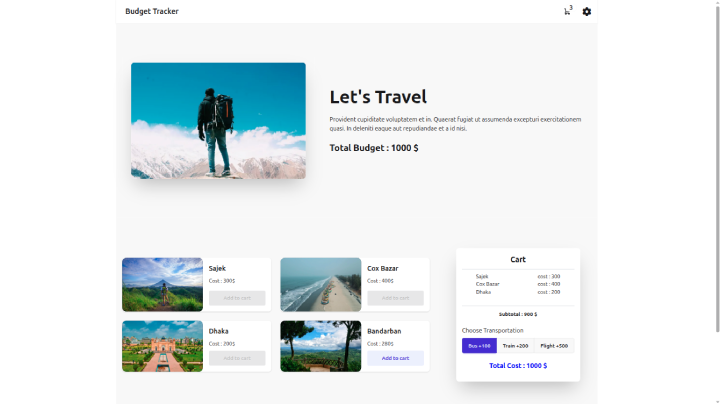 Budget Tracker
3
Let's Travel
Provident cupiditate voluptatem et in. Quaerat fugiat ut assumenda excepturi exercitationem
quasi. In deleniti eaque aut repudiandae et a id nisi.
Total Budget : 1000 $
Sajek
Cost : 300$
Add to cart
Cox Bazar
Cost : 400$
Add to cart
Dhaka
Cost : 200$
Add to cart
Bandarban
Cost : 280$
Add to cart
Cart
Sajek cost : 300
Cox Bazar cost : 400
Dhaka cost : 200
Subtotal : 900 $
Choose Transportation
Bus +100 Train +200 Flight +500
Total Cost : 1000 $